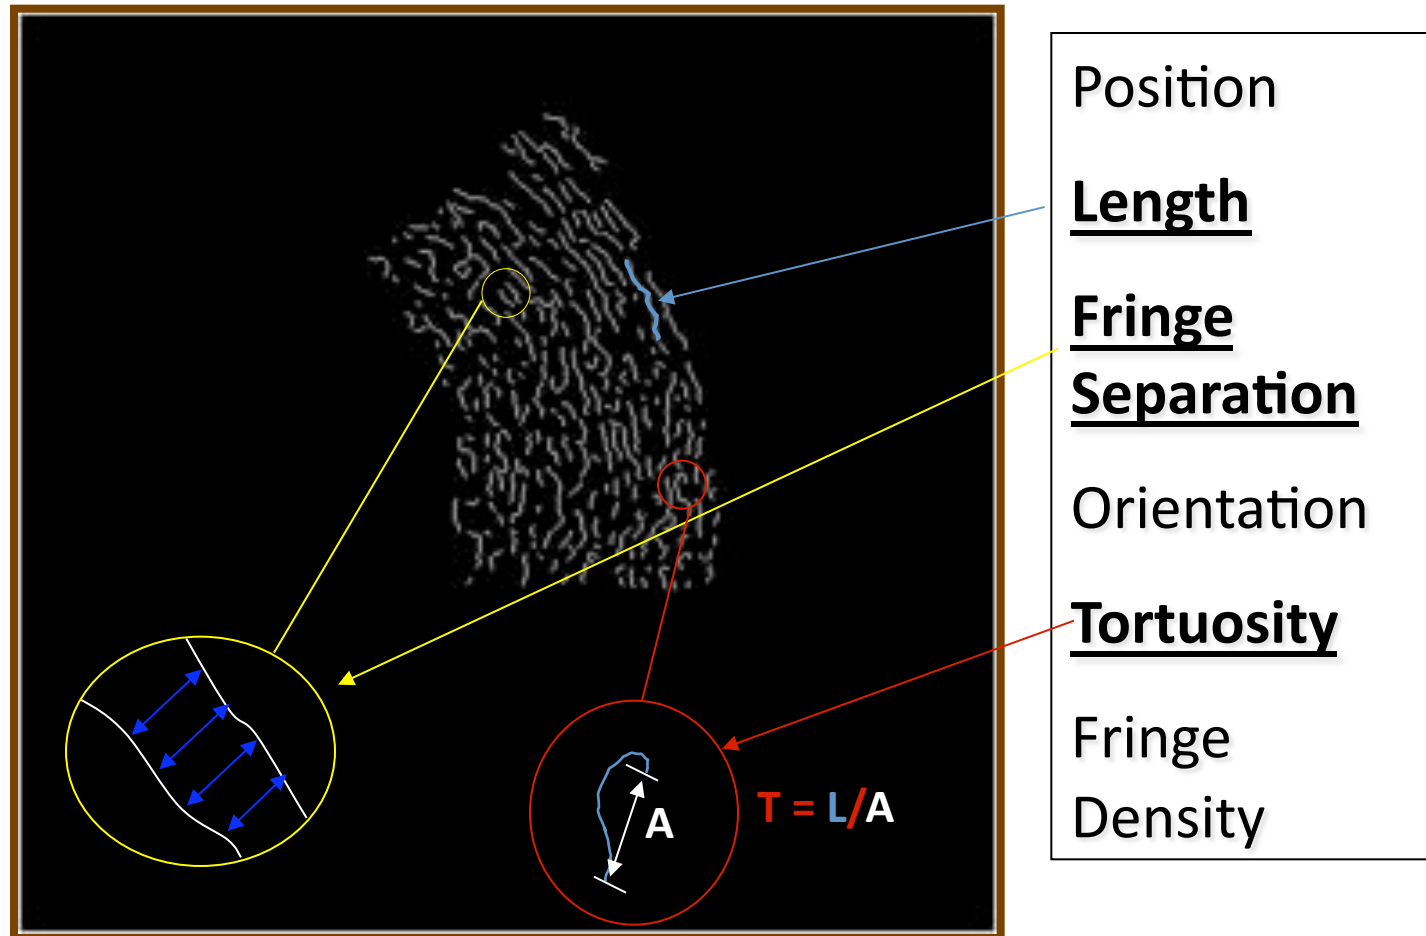 Position
Length
Fringe
Separation
Orientation
Tortuosity
Fringe
Density
A
T = L/A